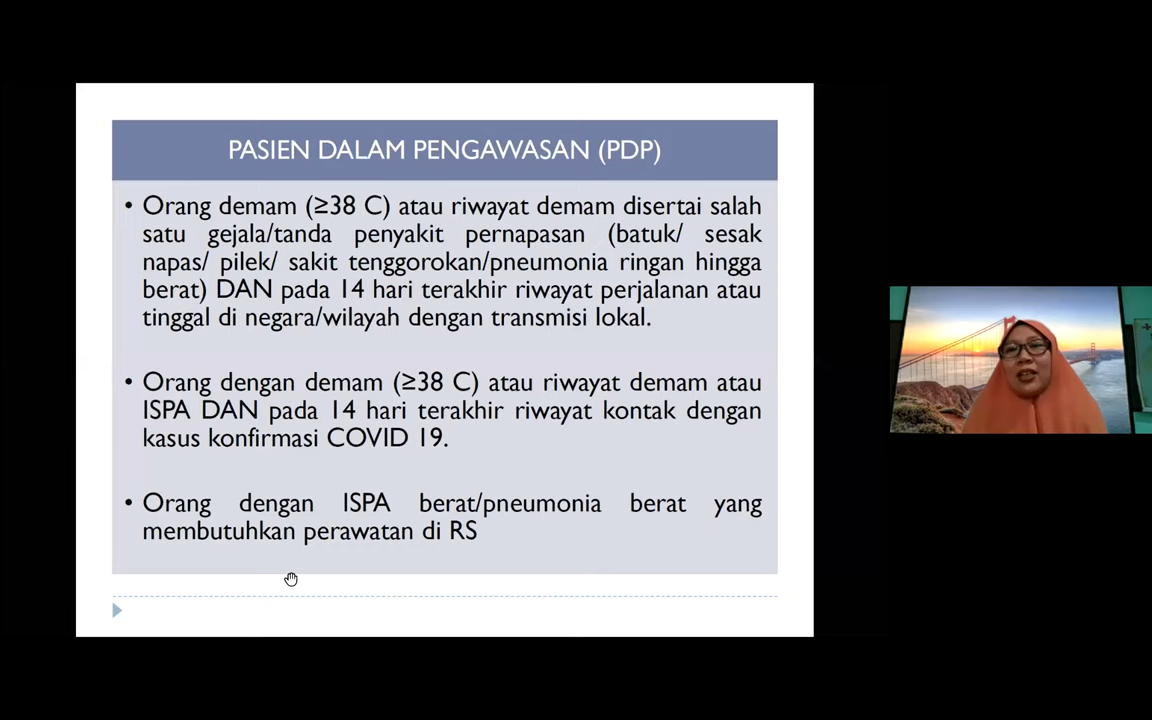 PASIEN DALAM PENGAWASAN (PDP)
• Orang demam (≥38 C) atau riwayat demam disertai salah
satu gejala/tanda penyakit pernapasan (batuk/ sesak
napas/ pilek/ sakit tenggorokan/pneumonia ringan hingga
berat) DAN pada 14 hari terakhir riwayat perjalanan atau
tinggal di negara/wilayah dengan transmisi lokal.
• Orang dengan demam (≥38 C) atau riwayat demam atau
ISPA DAN pada 14 hari terakhir riwayat kontak dengan
kasus konfirmasi COVID 19.
• Orang dengan ISPA berat/pneumonia berat yang
membutuhkan perawatan di RS